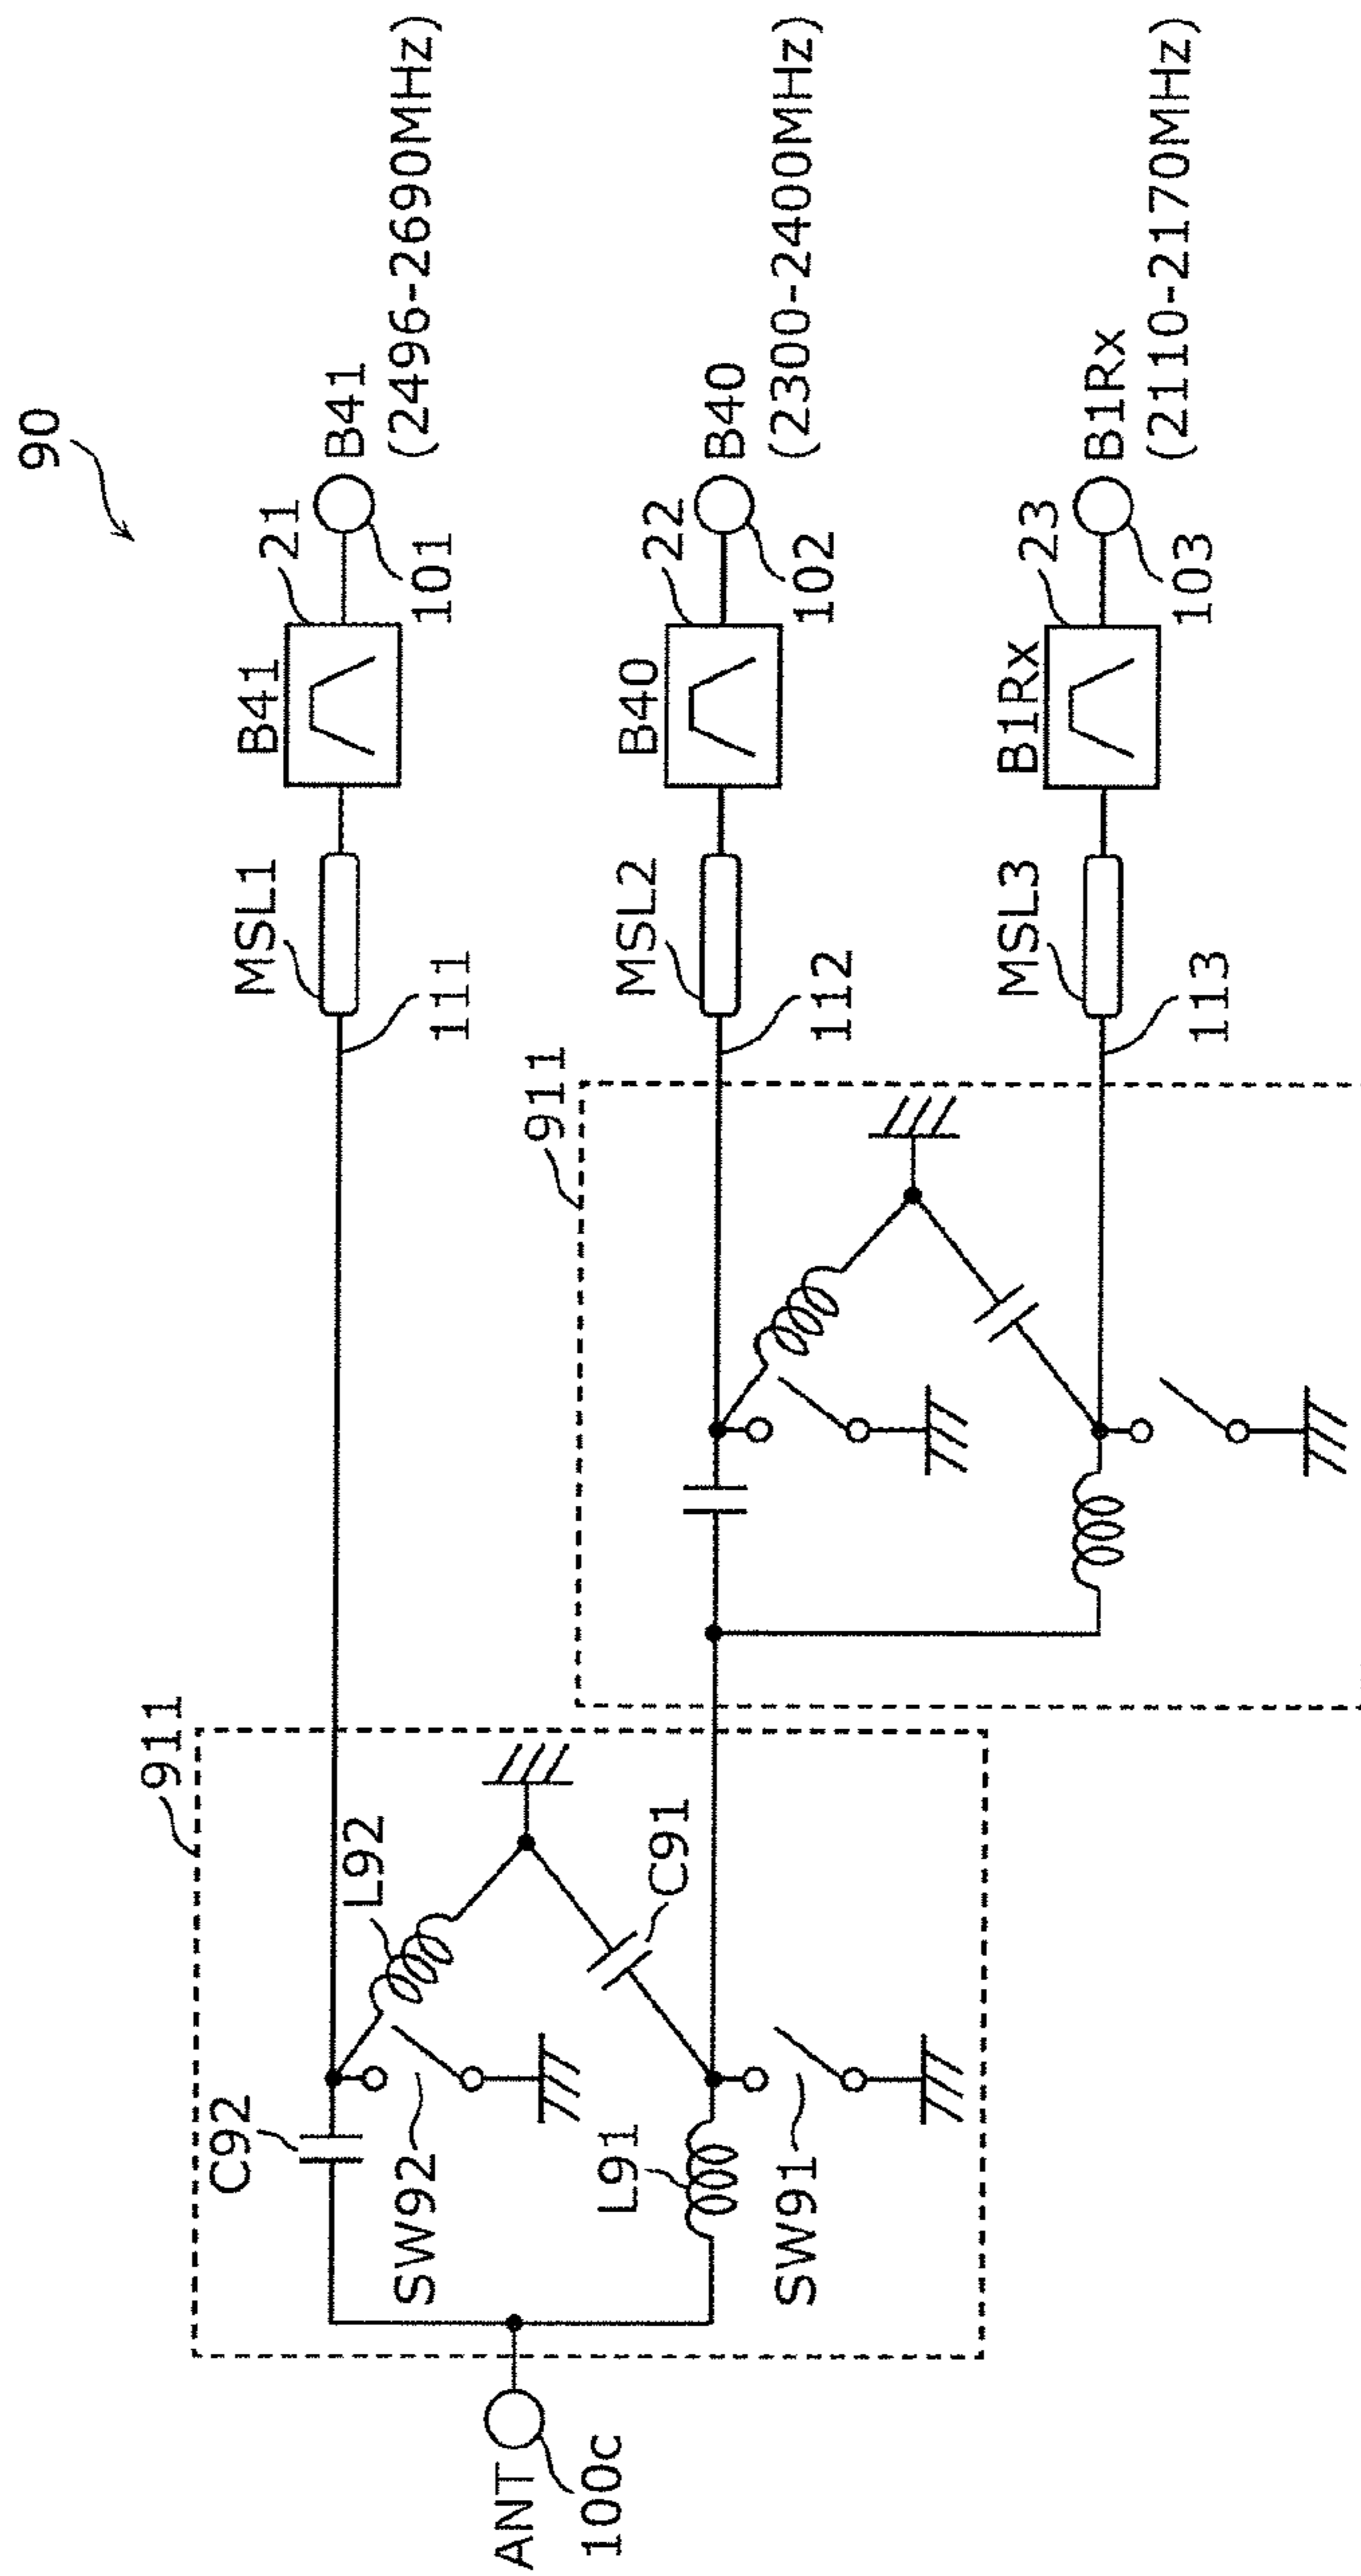 90
B41
(2496-2690MHz)
21
101
B41
MSL1
111
B40
(2300-2400MHz)
22
102
B40
MSL2
112
B1Rx
(2110-2170MHz)
23
103
B1Rx
MSL3
113
911
911
C92
L92
SW92
L91
C91
SW91
ANT
100c